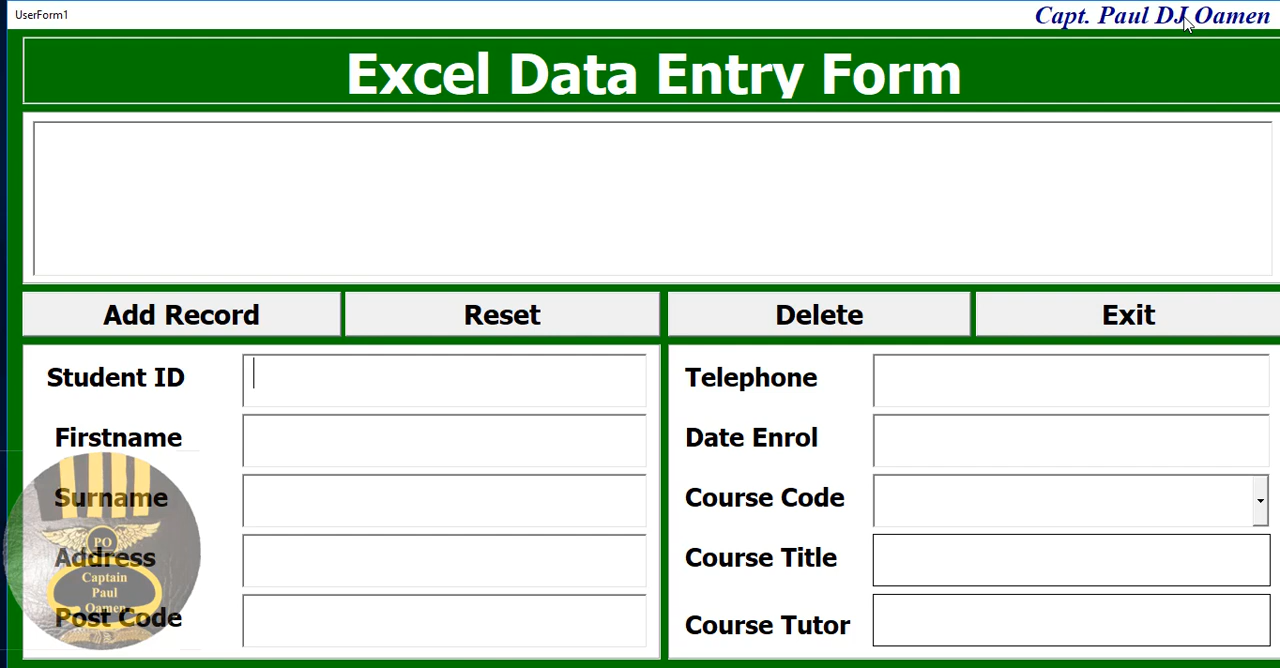 UserForm1
Capt. Paul DJ Oamen
Excel Data Entry Form
Add Record
Reset
Delete
Exit
Student ID
Telephone
Firstname
Date Enrol
Surname
Course Code
Address
Course Title
Post Code
Course Tutor
PO
Captain
Paul
Oamen